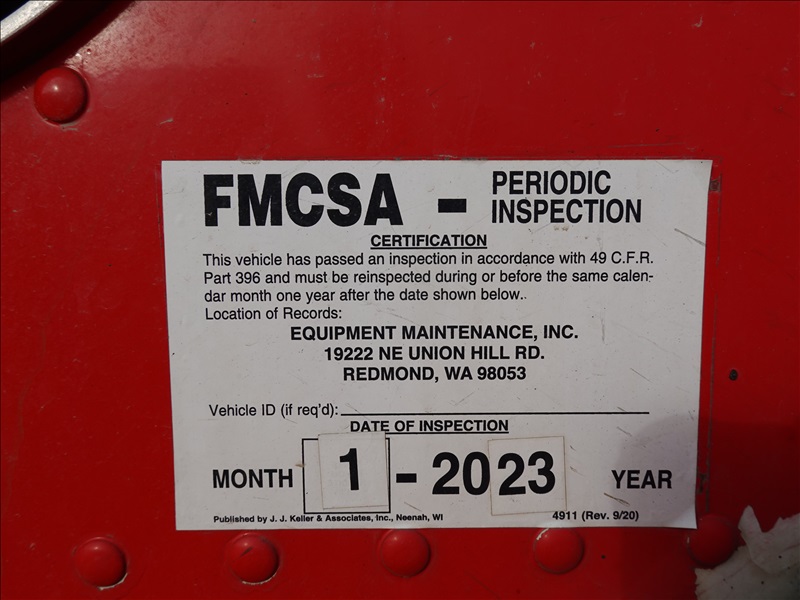 FMCSA - PERIODIC INSPECTION
CERTIFICATION
This vehicle has passed an inspection in accordance with 49 C.F.R.
Part 396 and must be reinspected during or before the same calen-
dar month one year after the date shown below..
Location of Records:
EQUIPMENT MAINTENANCE, INC.
19222 NE UNION HILL RD.
REDMOND, WA 98053
Vehicle ID (if req'd):
DATE OF INSPECTION
MONTH 1 - 2023 YEAR
Published by J. J. Keller & Associates, Inc., Neenah, WI 4911 (Rev. 9/20)